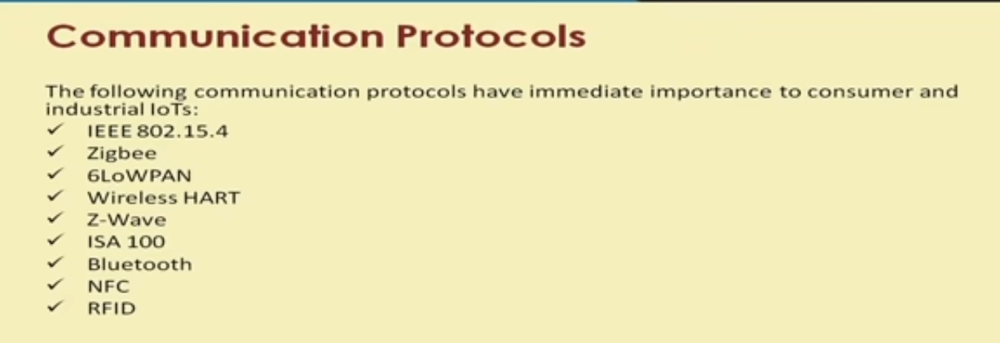 Communication Protocols
The following communication protocols have immediate importance to consumer and
industrial IoTs:
✓ IEEE 802.15.4
✓ Zigbee
✓ 6LoWPAN
✓ Wireless HART
✓ Z-Wave
✓ ISA 100
✓ Bluetooth
✓ NFC
✓ RFID